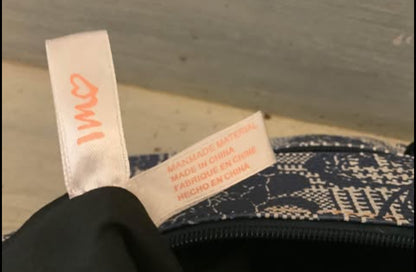 MANMADE MATERIAL
MADE IN CHINA
FABRIQUÉ EN CHINE
HECHO EN CHINA